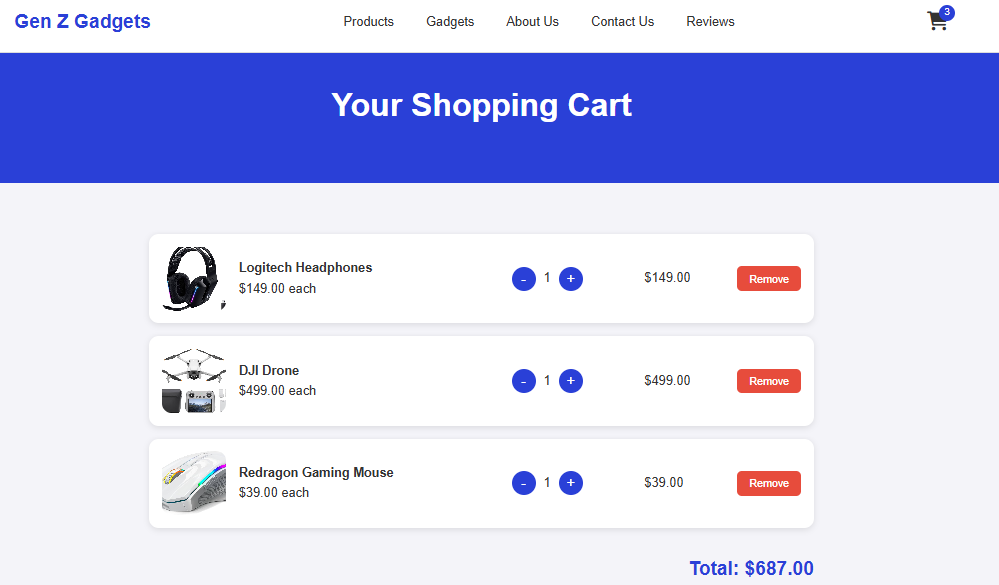 Gen Z Gadgets Products Gadgets About Us Contact Us Reviews 3
Your Shopping Cart
Logitech Headphones
$149.00 each
- 1 + $149.00 Remove
DJI Drone
$499.00 each
- 1 + $499.00 Remove
Redragon Gaming Mouse
$39.00 each
- 1 + $39.00 Remove
Total: $687.00